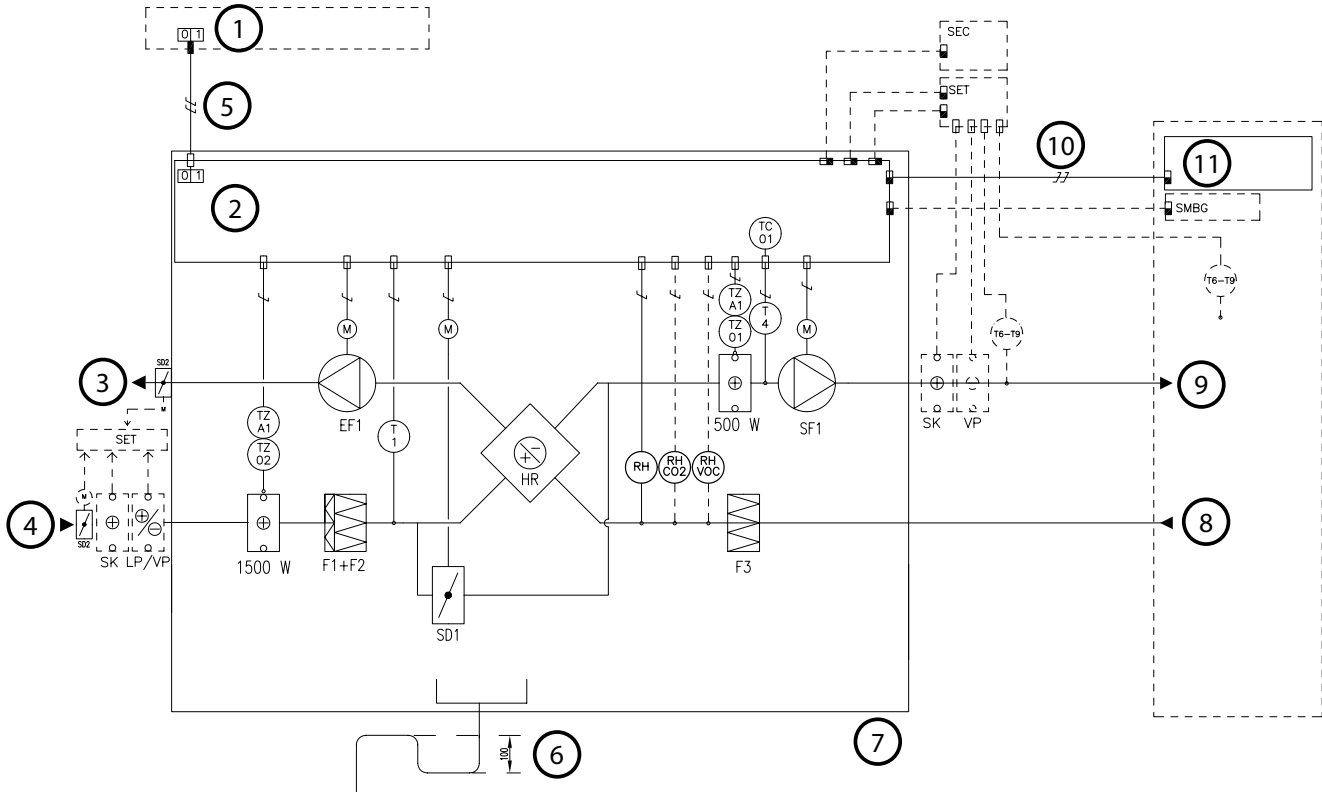 1
0 1
SEC
5
SET
10
11
0 1
2
SMBG
TC
01
T6-T9
TZ
A1
T
4
M
M
M
TZ
01
T6-T9
SD2
3
9
M
EF1
500 W
SF1
SK
VP
TZ
A1
T
1
SET
TZ
02
HR
RH
RH
CO2
RH
VOC
M
4
8
SD2
SK
LP/VP
1500 W
F1+F2
F3
SD1
7
6
100